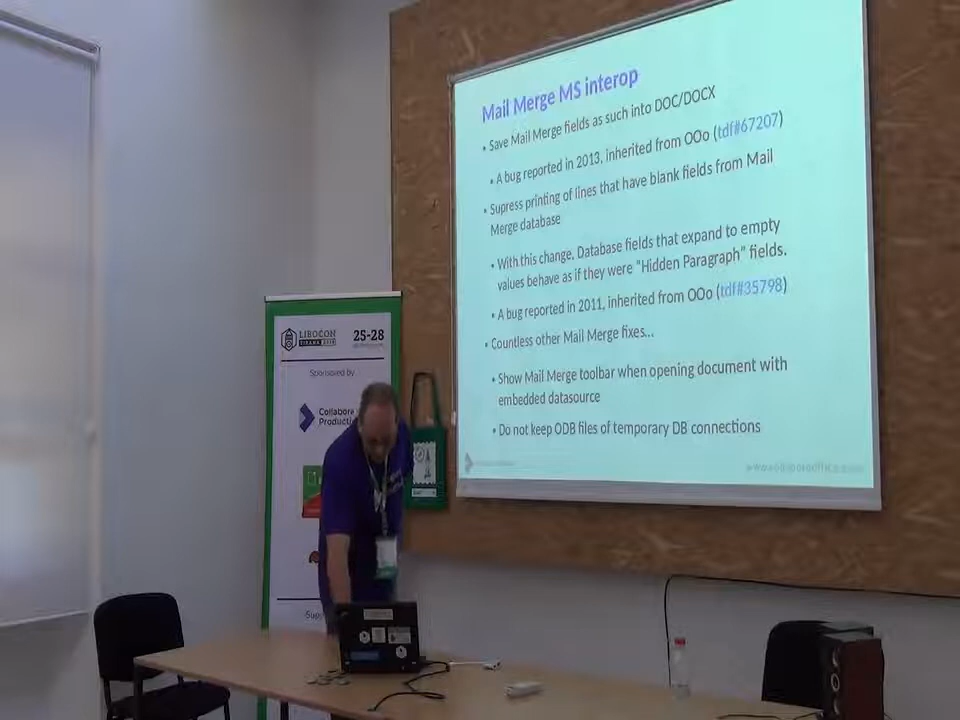 Mail Merge MS interop
• Save Mail Merge fields as such into DOC/DOCX
• A bug reported in 2013, inherited from OOo (tdf#67207)
• Supress printing of lines that have blank fields from Mail
Merge database
• With this change, Database fields that expand to empty
values behave as if they were "Hidden Paragraph" fields.
• A bug reported in 2011, inherited from OOo (tdf#35798)
• Countless other Mail Merge fixes...
• Show Mail Merge toolbar when opening document with
embedded datasource
• Do not keep ODB files of temporary DB connections
www.collaboraoffice.com
LIBOCON
25-28
Sponsored by
Collabora
Producti